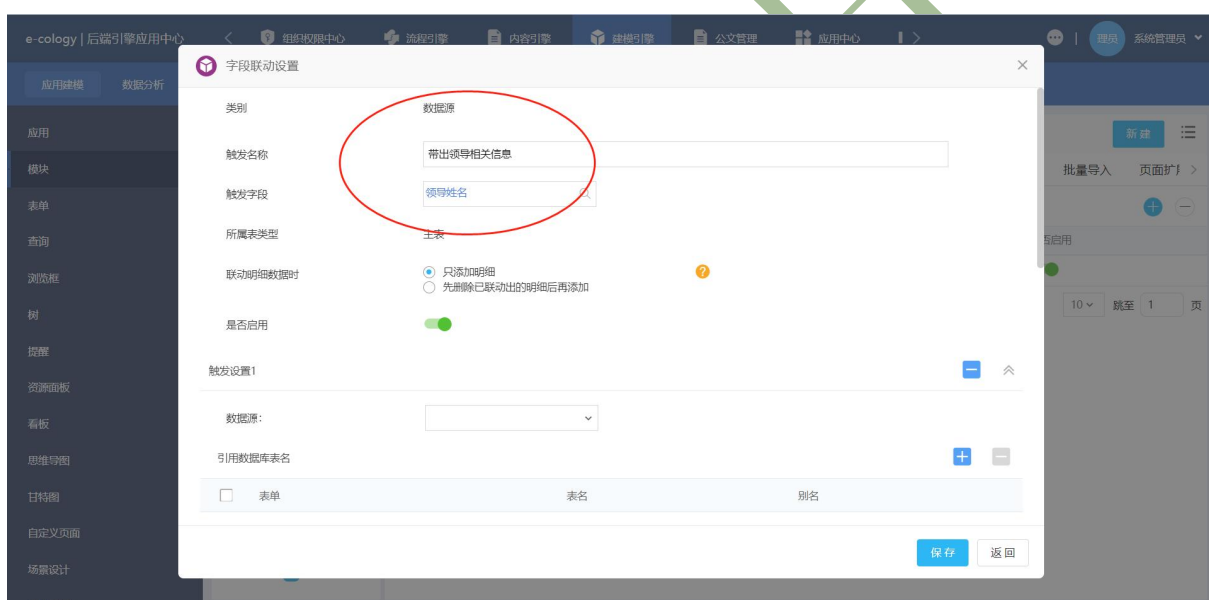 e-cology | 后端引擎应用中心 组织权限中心 流程引擎 内容引擎 建模引擎 公文管理 应用中心 理员 系统管理员
应用建模 数据分析
字段联动设置
类别 数据源
触发名称 带出领导相关信息
触发字段 领导姓名
所属表类型 主表
联动明细数据时 只添加明细
先删除已联动出的明细后再添加
是否启用
触发设置1
数据源:
引用数据库表名
表单 表名 别名
保存 返回
应用
模块
表单
查询
浏览框
树
提醒
资源面板
看板
思维导图
甘特图
自定义页面
场景设计
新建
批量导入 页面扩
否启用
10 跳至 1 页